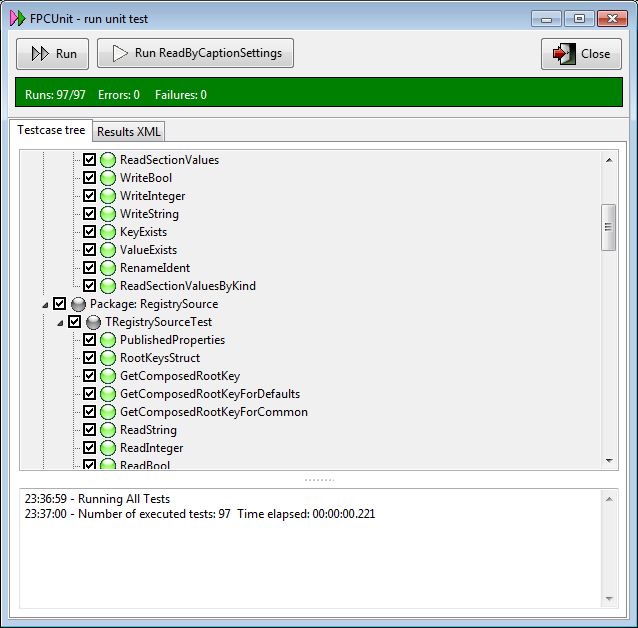 FPCUnit - run unit test
Run
Run ReadByCaptionSettings
Close
Runs: 97/97 Errors: 0 Failures: 0
Testcase tree
Results XML
ReadSectionValues
WriteBool
WriteInteger
WriteString
KeyExists
ValueExists
RenameIdent
ReadSectionValuesByKind
Package: RegistrySource
TRegistrySourceTest
PublishedProperties
RootKeysStruct
GetComposedRootKey
GetComposedRootKeyForDefaults
GetComposedRootKeyForCommon
ReadString
ReadInteger
ReadBool
23:36:59 - Running All Tests
23:37:00 - Number of executed tests: 97 Time elapsed: 00:00:00.221